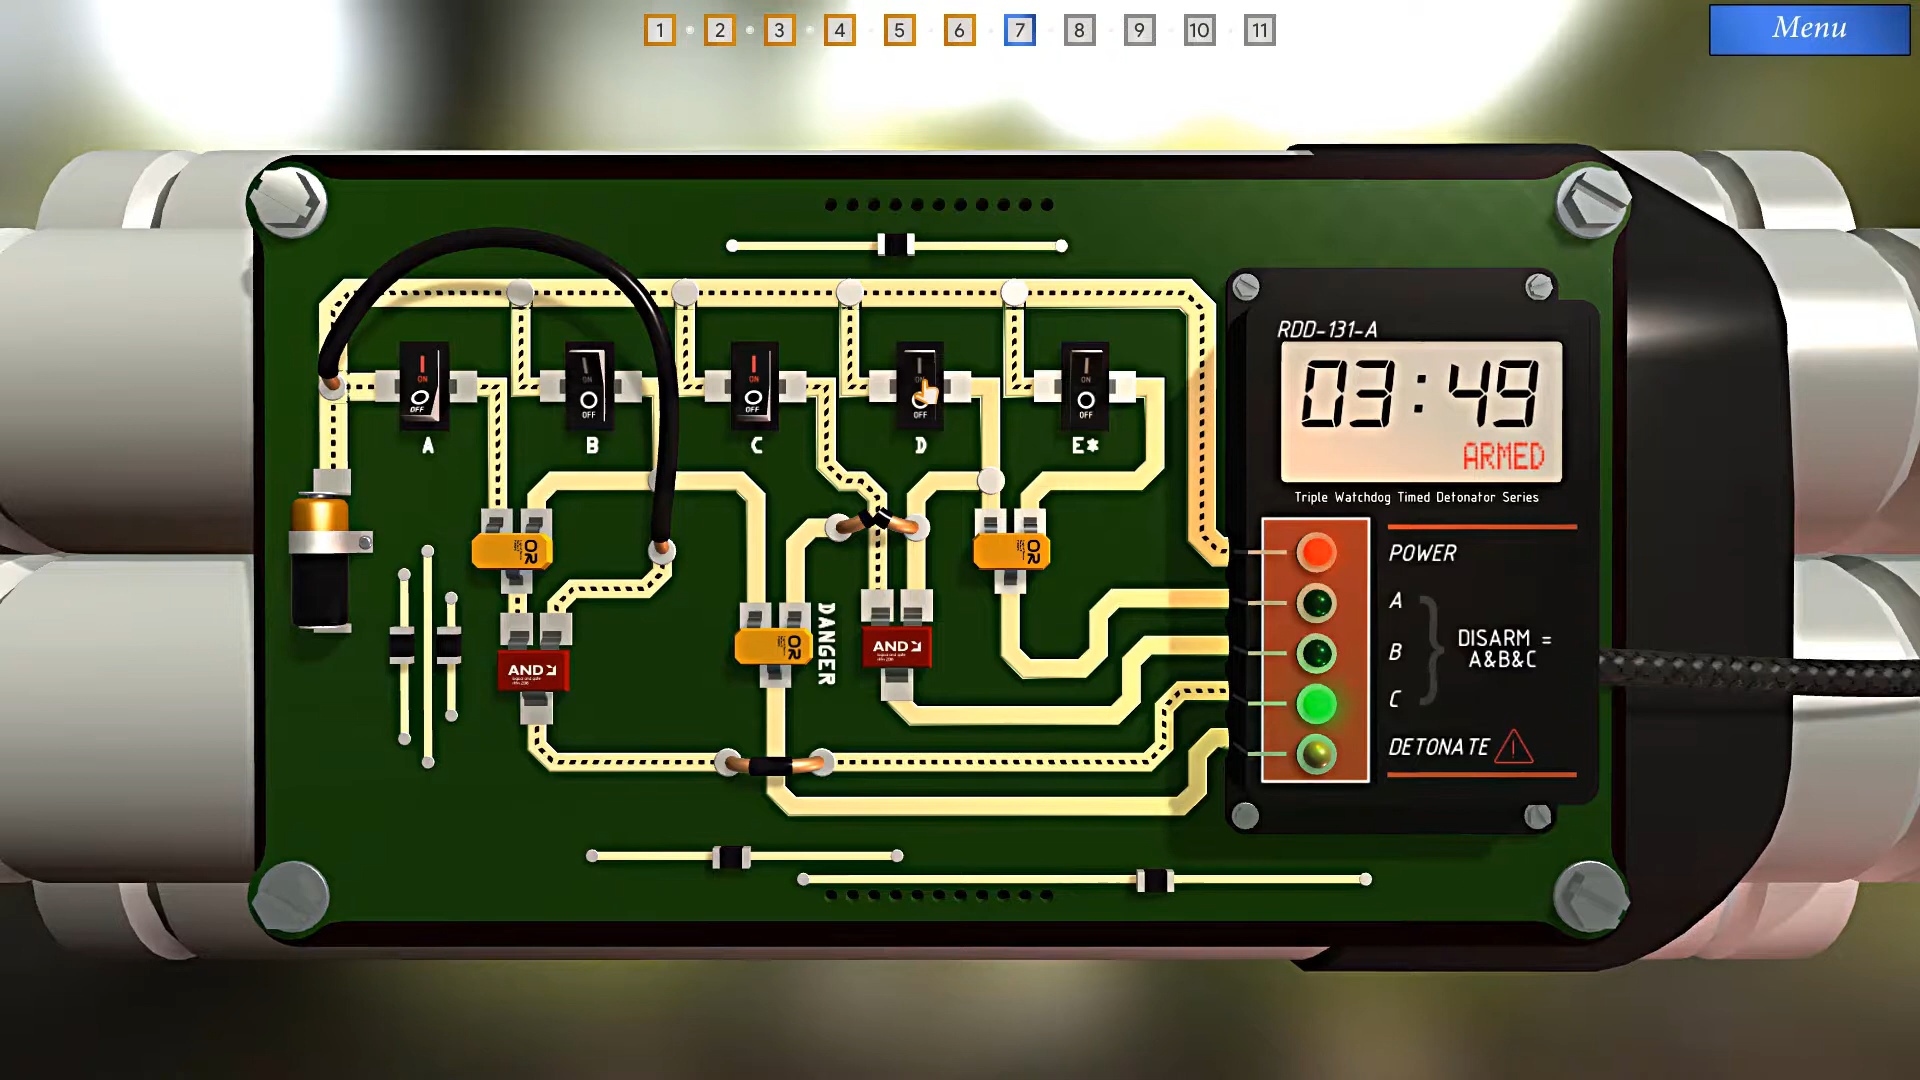 1 2 3 4 5 6 7 8 9 10 11
Menu
RDD-131-A
03:49
ARMED
Triple Watchdog Timed Detonator Series
ON OFF
ON OFF
ON OFF
ON OFF
ON OFF
A B C D E*
OR
OR
OR
AND
AND
DANGER
POWER
A
B
C
DISARM =
A&B&C
DETONATE